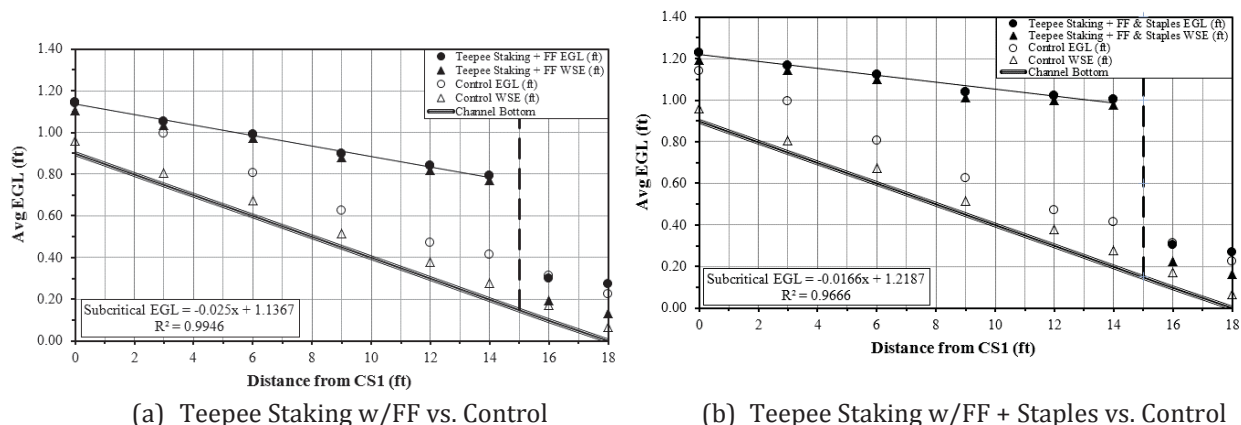 1.40
1.20
1.00
0.80
0.60
0.40
0.20
0.00
Avg EGL (ft)
Teepee Staking + FF EGL (ft)
Teepee Staking + FF WSE (ft)
Control EGL (ft)
Control WSE (ft)
Channel Bottom
Subcritical EGL = -0.025x + 1.1367
R² = 0.9946
0 2 4 6 8 10 12 14 16 18
Distance from CS1 (ft)
(a) Teepee Staking w/FF vs. Control
1.40
1.20
1.00
0.80
0.60
0.40
0.20
0.00
Avg EGL (ft)
Teepee Staking + FF & Staples EGL (ft)
Teepee Staking + FF & Staples WSE (ft)
Control EGL (ft)
Control WSE (ft)
Channel Bottom
Subcritical EGL = -0.0166x + 1.2187
R² = 0.9666
0 2 4 6 8 10 12 14 16 18
Distance from CS1 (ft)
(b) Teepee Staking w/FF + Staples vs. Control